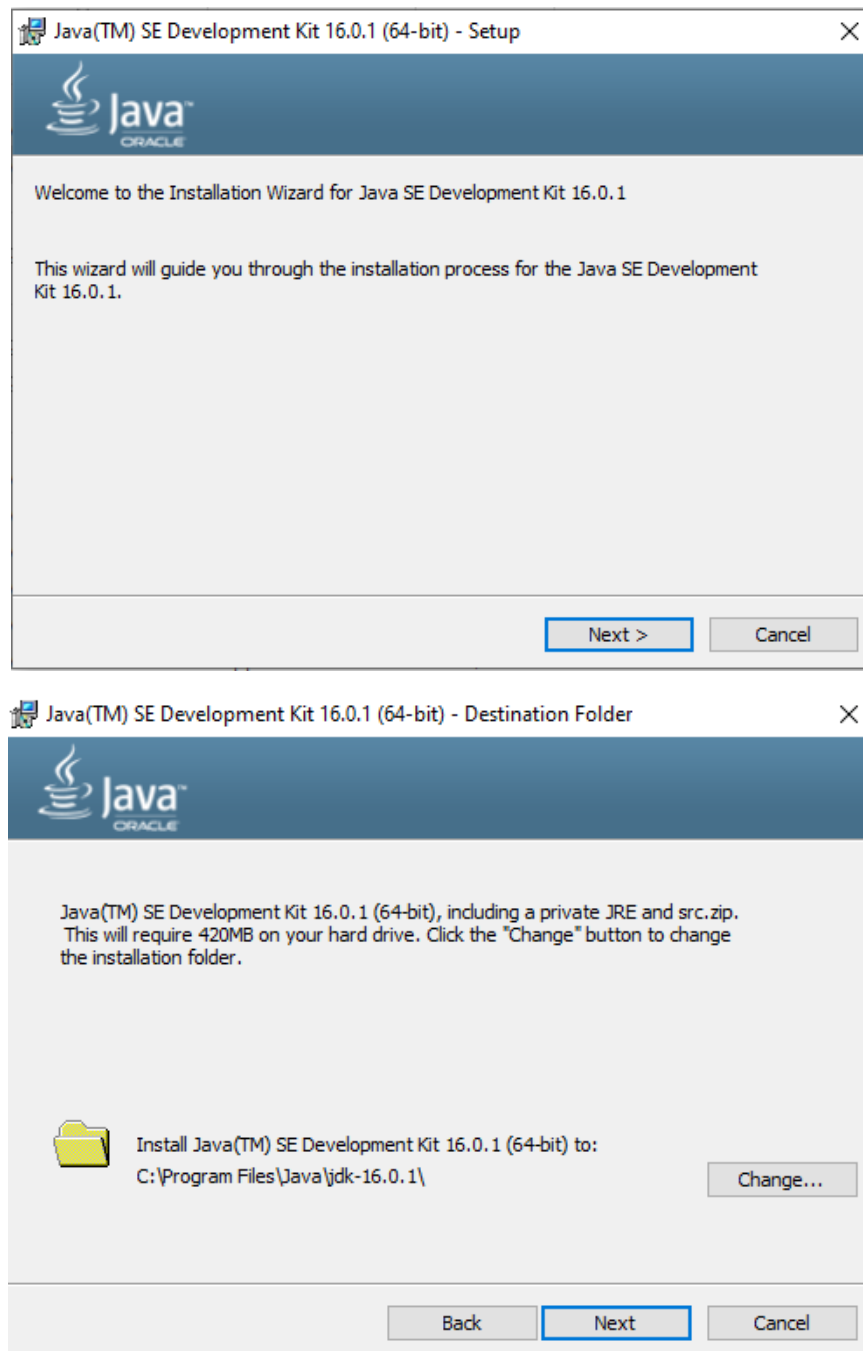 Java(TM) SE Development Kit 16.0.1 (64-bit) - Setup
Java™
ORACLE
Welcome to the Installation Wizard for Java SE Development Kit 16.0.1
This wizard will guide you through the installation process for the Java SE Development
Kit 16.0.1.
Next >
Cancel
Java(TM) SE Development Kit 16.0.1 (64-bit) - Destination Folder
Java™
ORACLE
Java(TM) SE Development Kit 16.0.1 (64-bit), including a private JRE and src.zip.
This will require 420MB on your hard drive. Click the "Change" button to change
the installation folder.
Install Java(TM) SE Development Kit 16.0.1 (64-bit) to:
C:\Program Files\Java\jdk-16.0.1\
Change...
Back
Next
Cancel